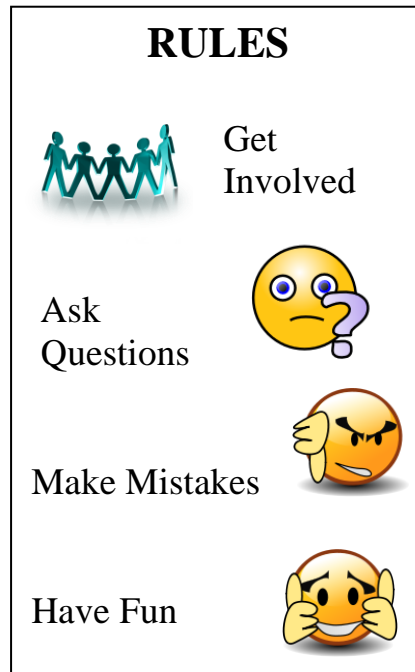 RULES
Get
Involved
Ask
Questions
?
Make Mistakes
Have Fun